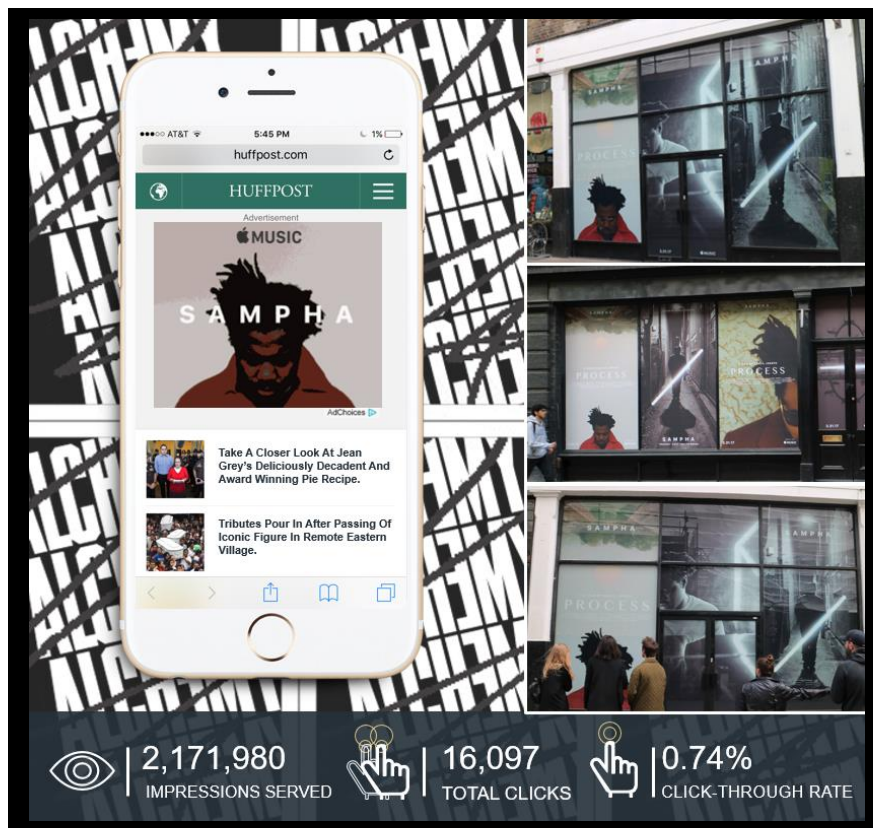 ALCHEMY
AT&T
5:45 PM
1%
huffpost.com
HUFFPOST
Advertisement
MUSIC
SAMPHA
AdChoices
Take A Closer Look At Jean
Grey's Deliciously Decadent And
Award Winning Pie Recipe.
Tributes Pour In After Passing Of
Iconic Figure In Remote Eastern
Village.
SAMPHA
SAMPHA
PROCESS
PROCESS
SAMPHA
PROCESS
SAMPHA
SAMPHA
PROCESS
2,171,980
IMPRESSIONS SERVED
16,097
TOTAL CLICKS
0.74%
CLICK-THROUGH RATE